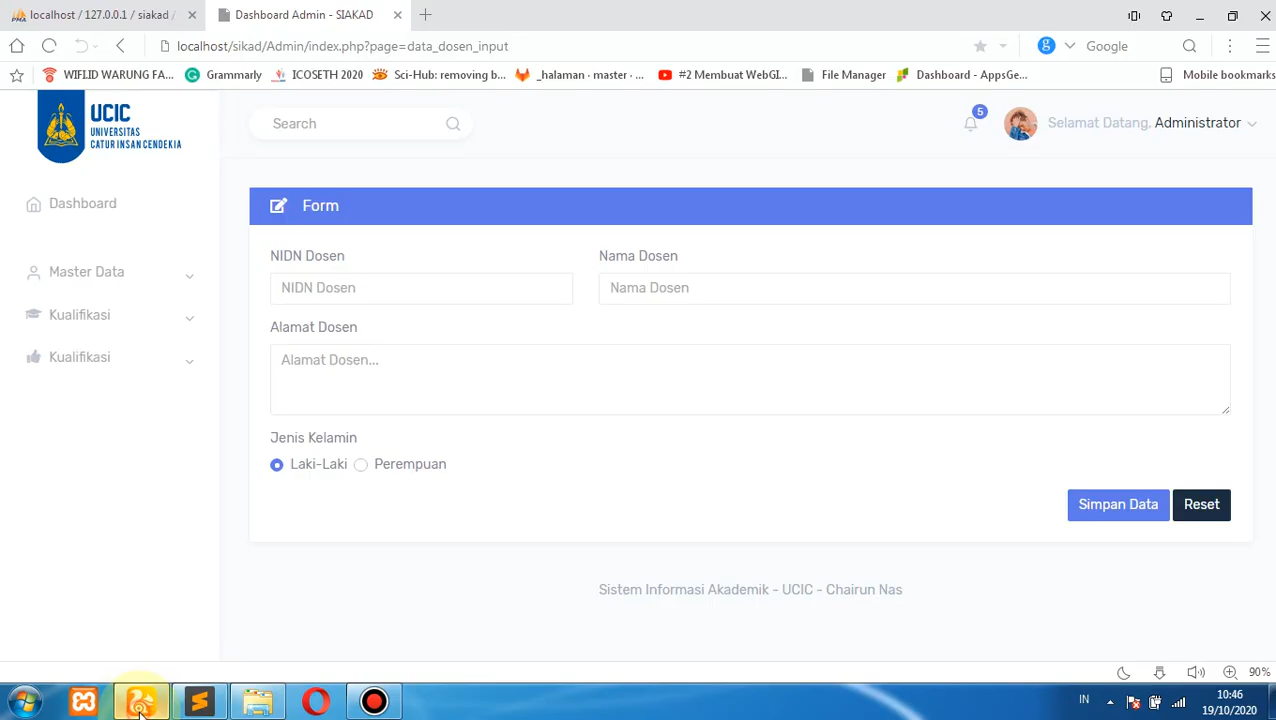 localhost / 127.0.0.1 / siakad /
Dashboard Admin - SIAKAD
localhost/sikad/Admin/index.php?page=data_dosen_input
Google
WIFI.ID WARUNG FA...
Grammarly
ICOSETH 2020
Sci-Hub: removing b...
_halaman · master · ...
#2 Membuat WebGI...
File Manager
Dashboard - AppsGe...
Mobile bookmarks
UCIC
UNIVERSITAS
CATUR INSAN CENDEKIA
Search
5
Selamat Datang, Administrator
Dashboard
Master Data
Kualifikasi
Kualifikasi
Form
NIDN Dosen
Nama Dosen
NIDN Dosen
Nama Dosen
Alamat Dosen
Alamat Dosen...
Jenis Kelamin
Laki-Laki
Perempuan
Simpan Data
Reset
Sistem Informasi Akademik - UCIC - Chairun Nas
90%
IN
10:46
19/10/2020